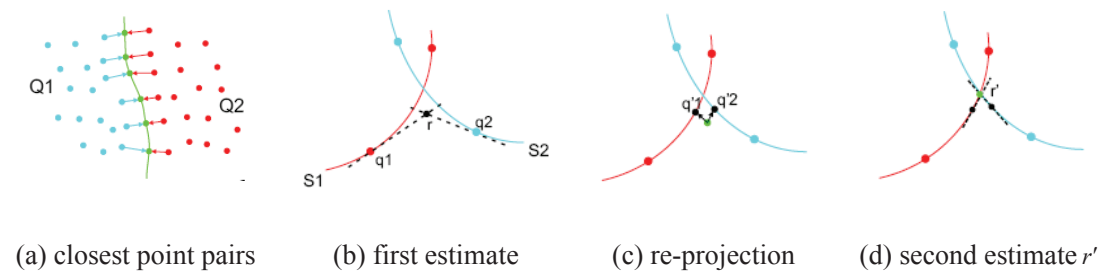 Q1
Q2
r
q1
q2
S1
S2
q'1 q'2
r'
(a) closest point pairs
(b) first estimate
(c) re-projection
(d) second estimate r'